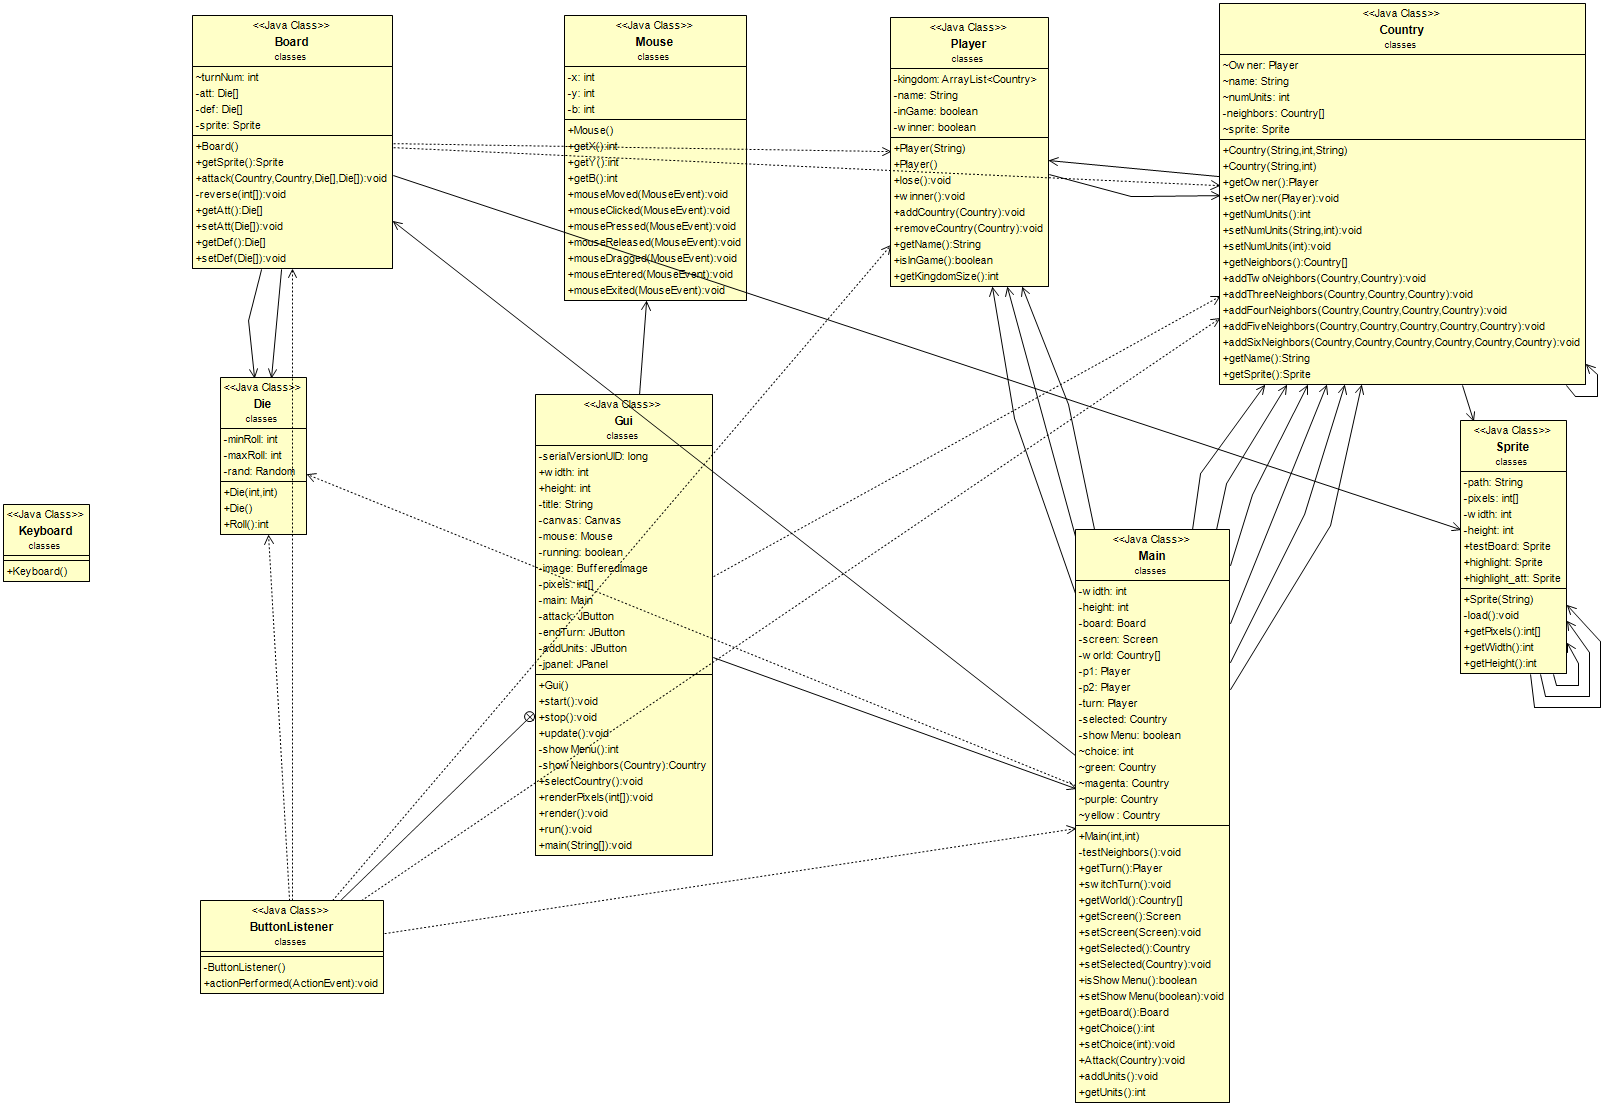 <<Java Class>>
Board
classes
~turnNum: int
-att: Die[]
-def: Die[]
-sprite: Sprite
+Board()
+getSprite():Sprite
+attack(Country,Country,Die[],Die[]):void
-reverse(int[]):void
+getAtt():Die[]
+setAtt(Die[]):void
+getDef():Die[]
+setDef(Die[]):void
<<Java Class>>
Mouse
classes
-x: int
-y: int
-b: int
+Mouse()
+getX():int
+getY():int
+getB():int
+mouseMoved(MouseEvent):void
+mouseClicked(MouseEvent):void
+mousePressed(MouseEvent):void
+mouseReleased(MouseEvent):void
+mouseDragged(MouseEvent):void
+mouseEntered(MouseEvent):void
+mouseExited(MouseEvent):void
<<Java Class>>
Player
classes
-kingdom: ArrayList<Country>
-name: String
-inGame: boolean
-winner: boolean
+Player(String)
+Player()
+lose():void
+winner():void
+addCountry(Country):void
+removeCountry(Country):void
+getName():String
+isInGame():boolean
+getKingdomSize():int
<<Java Class>>
Country
classes
~Owner: Player
~name: String
~numUnits: int
-neighbors: Country[]
~sprite: Sprite
+Country(String,int,String)
+Country(String,int)
+getOwner():Player
+setOwner(Player):void
+getNumUnits():int
+setNumUnits(String,int):void
+setNumUnits(int):void
+getNeighbors():Country[]
+addTwoNeighbors(Country,Country):void
+addThreeNeighbors(Country,Country,Country):void
+addFourNeighbors(Country,Country,Country,Country):void
+addFiveNeighbors(Country,Country,Country,Country,Country):void
+addSixNeighbors(Country,Country,Country,Country,Country,Country):void
+getName():String
+getSprite():Sprite
<<Java Class>>
Die
classes
-minRoll: int
-maxRoll: int
-rand: Random
+Die(int,int)
+Die()
+Roll():int
<<Java Class>>
Gui
classes
-serialVersionUID: long
+width: int
+height: int
-title: String
-canvas: Canvas
-mouse: Mouse
-running: boolean
-image: BufferedImage
-pixels: int[]
-main: Main
-attack: JButton
-endTurn: JButton
-addUnits: JButton
-jpanel: JPanel
+Gui()
+start():void
+stop():void
+update():void
-showMenu():int
-showNeighbors(Country):Country
+selectCountry():void
+renderPixels(int[]):void
+render():void
+run():void
+main(String[]):void
<<Java Class>>
Sprite
classes
-path: String
-pixels: int[]
-width: int
-height: int
+testBoard: Sprite
+highlight: Sprite
+highlight_att: Sprite
+Sprite(String)
-load():void
+getPixels():int[]
+getWidth():int
+getHeight():int
<<Java Class>>
Keyboard
classes
+Keyboard()
<<Java Class>>
Main
classes
-width: int
-height: int
-board: Board
-screen: Screen
-world: Country[]
-p1: Player
-p2: Player
-turn: Player
-selected: Country
-showMenu: boolean
~choice: int
~green: Country
~magenta: Country
~purple: Country
~yellow: Country
+Main(int,int)
-testNeighbors():void
+getTurn():Player
+switchTurn():void
+getWorld():Country[]
+getScreen():Screen
+setScreen(Screen):void
+getSelected():Country
+setSelected(Country):void
+isShowMenu():boolean
+setShowMenu(boolean):void
+getBoard():Board
+getChoice():int
+setChoice(int):void
+Attack(Country):void
+addUnits():void
+getUnits():int
<<Java Class>>
ButtonListener
classes
-ButtonListener()
+actionPerformed(ActionEvent):void